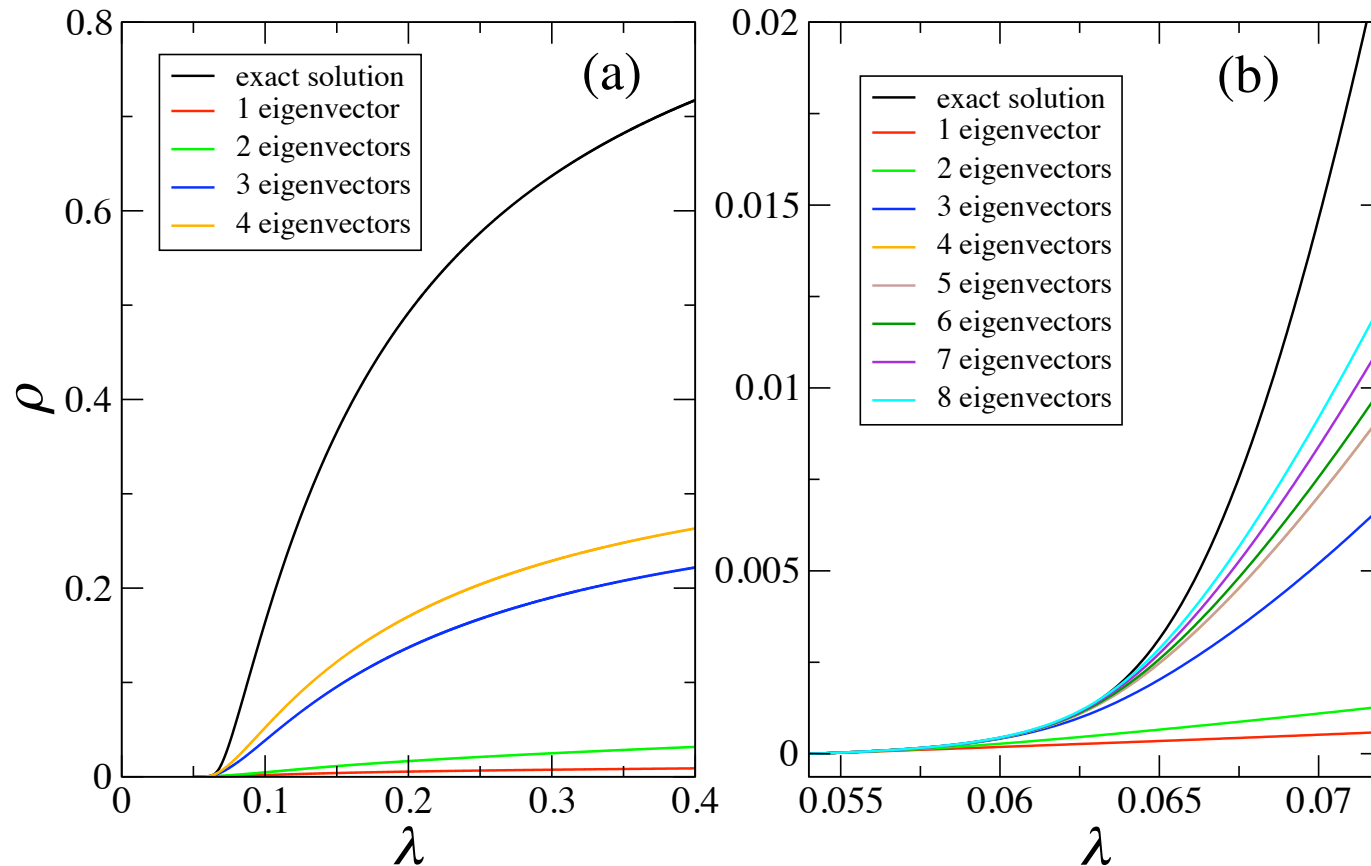 (a)
exact solution
1 eigenvector
2 eigenvectors
3 eigenvectors
4 eigenvectors
0.8
0.6
0.4
0.2
0
ρ
0
0.1
0.2
0.3
0.4
λ
(b)
exact solution
1 eigenvector
2 eigenvectors
3 eigenvectors
4 eigenvectors
5 eigenvectors
6 eigenvectors
7 eigenvectors
8 eigenvectors
0.02
0.015
0.01
0.005
0
0.055
0.06
0.065
0.07
λ